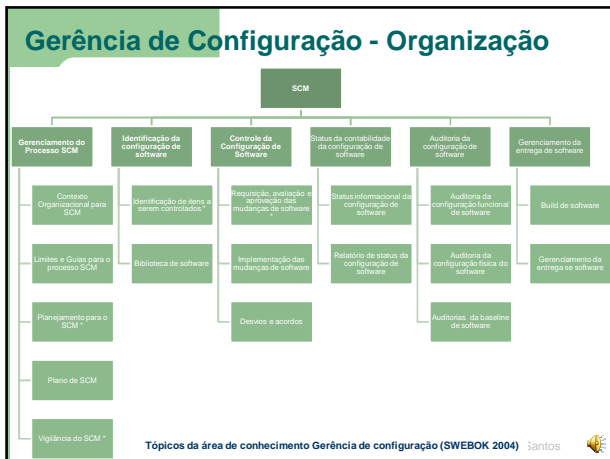 Gerência de Configuração - Organização
SCM
Gerenciamento do
Processo SCM
Identificação da
configuração de
software
Controle da
Configuração de
Software
Status da contabilidade
da configuração de
software
Auditoria da
configuração de
software
Gerenciamento da
entrega de software
Contexto
Organizacional para
SCM
Limites e Guias para o
processo SCM
Planejamento para o
SCM *
Plano de SCM
Vigilância do SCM *
Identificação de itens a
serem controlados *
Biblioteca de software
Requisição, avaliação e
aprovação das
mudanças de software
*
Implementação das
mudanças de software
Desvios e acordos
Status informacional da
configuração de
software
Relatório de status da
configuração de
software
Auditoria da
configuração funcional
de software
Auditoria da
configuração física do
software
Auditorias da baseline
de software
Build de software
Gerenciamento da
entrega se software
Tópicos da área de conhecimento Gerência de configuração (SWEBOK 2004)
Santos